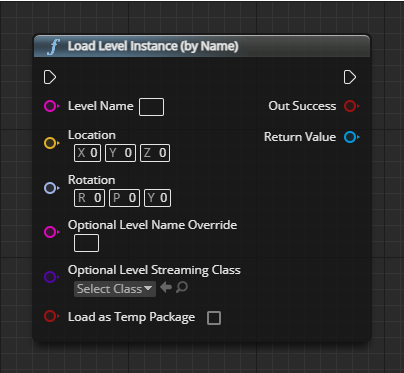 f Load Level Instance (by Name)
Level Name
Out Success
Location
X 0 Y 0 Z 0
Return Value
Rotation
R 0 P 0 Y 0
Optional Level Name Override
Optional Level Streaming Class
Select Class
Load as Temp Package